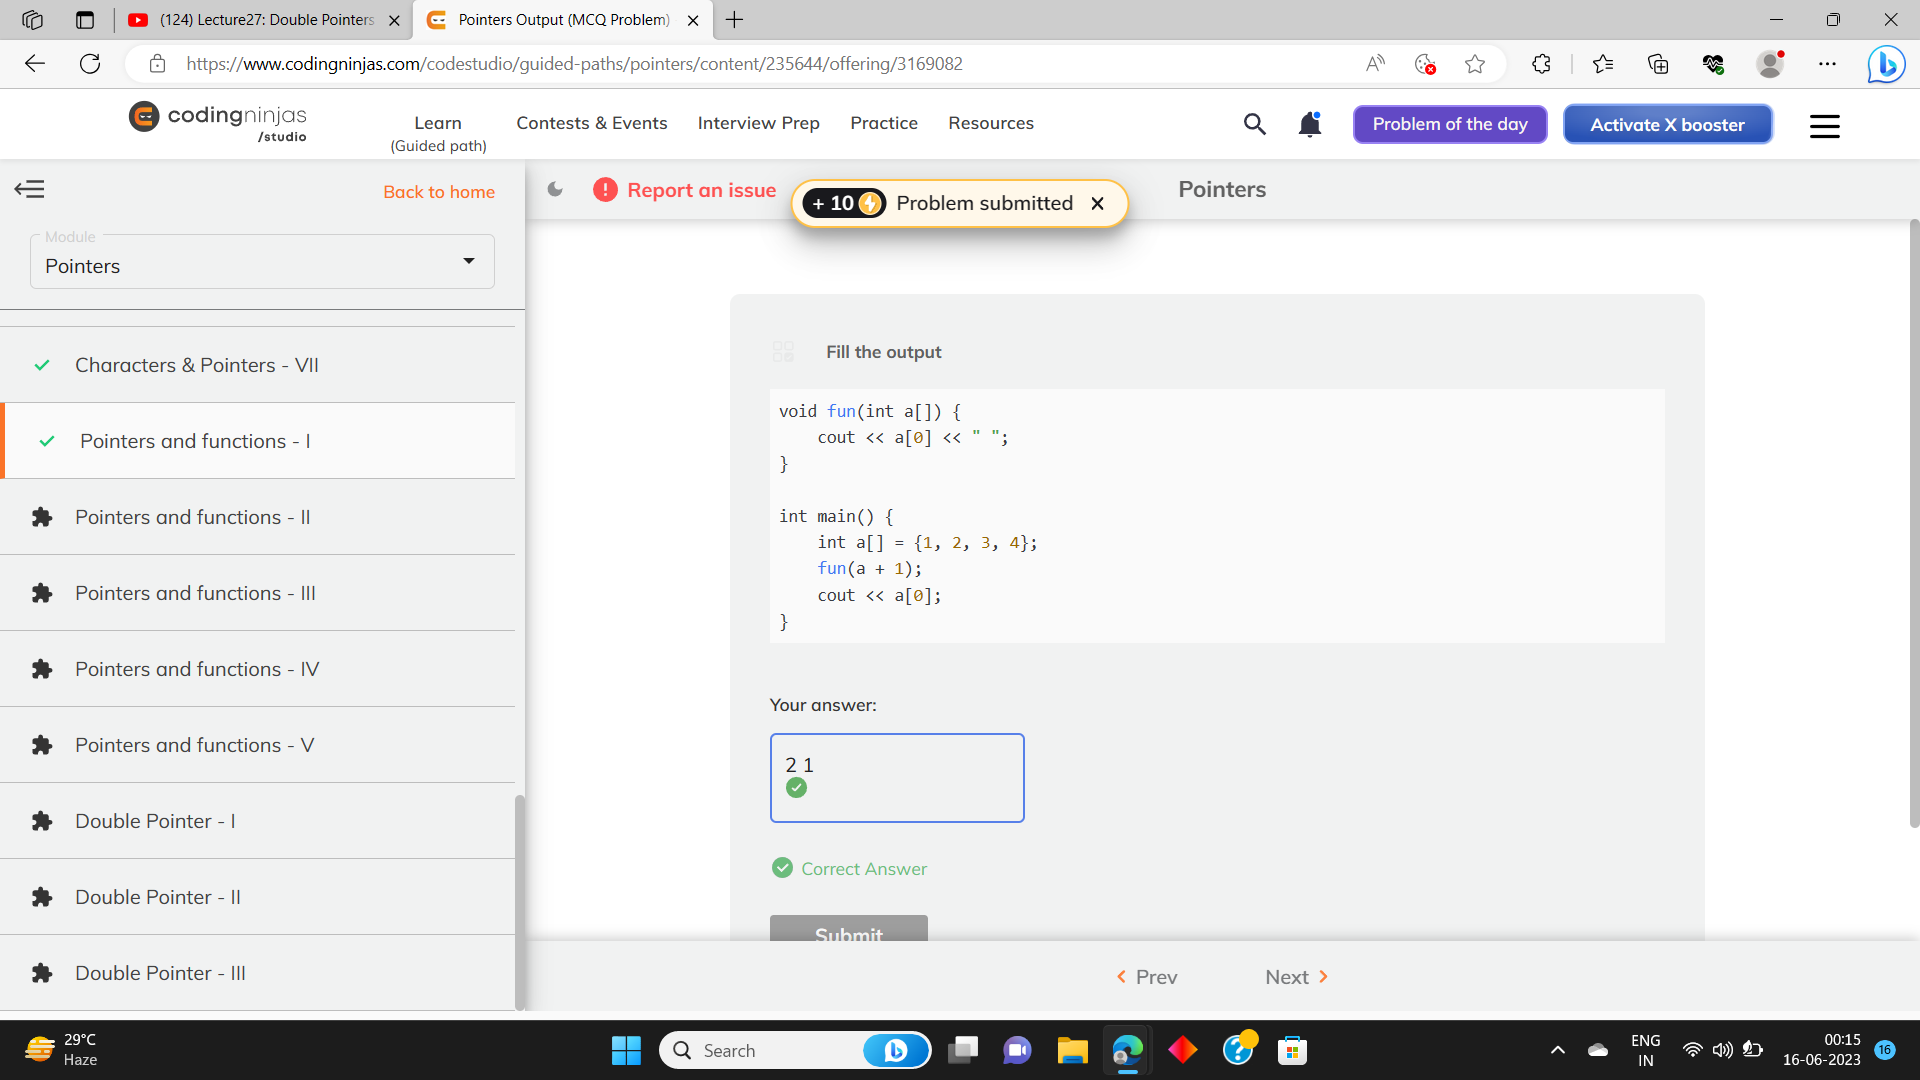 (124) Lecture27: Double Pointers
Pointers Output (MCQ Problem)
https://www.codingninjas.com/codestudio/guided-paths/pointers/content/235644/offering/3169082
codingninjas
/studio
Learn
(Guided path)
Contests & Events
Interview Prep
Practice
Resources
Problem of the day
Activate X booster
Back to home
Report an issue
+ 10
Problem submitted
Pointers
Module
Pointers
Characters & Pointers - VII
Pointers and functions - I
Pointers and functions - II
Pointers and functions - III
Pointers and functions - IV
Pointers and functions - V
Double Pointer - I
Double Pointer - II
Double Pointer - III
Fill the output
void fun(int a[]) {
    cout << a[0] << " ";
}
int main() {
    int a[] = {1, 2, 3, 4};
    fun(a + 1);
    cout << a[0];
}
Your answer:
2 1
Correct Answer
Submit
Prev
Next
29°C
Haze
Search
ENG
IN
00:15
16-06-2023
16